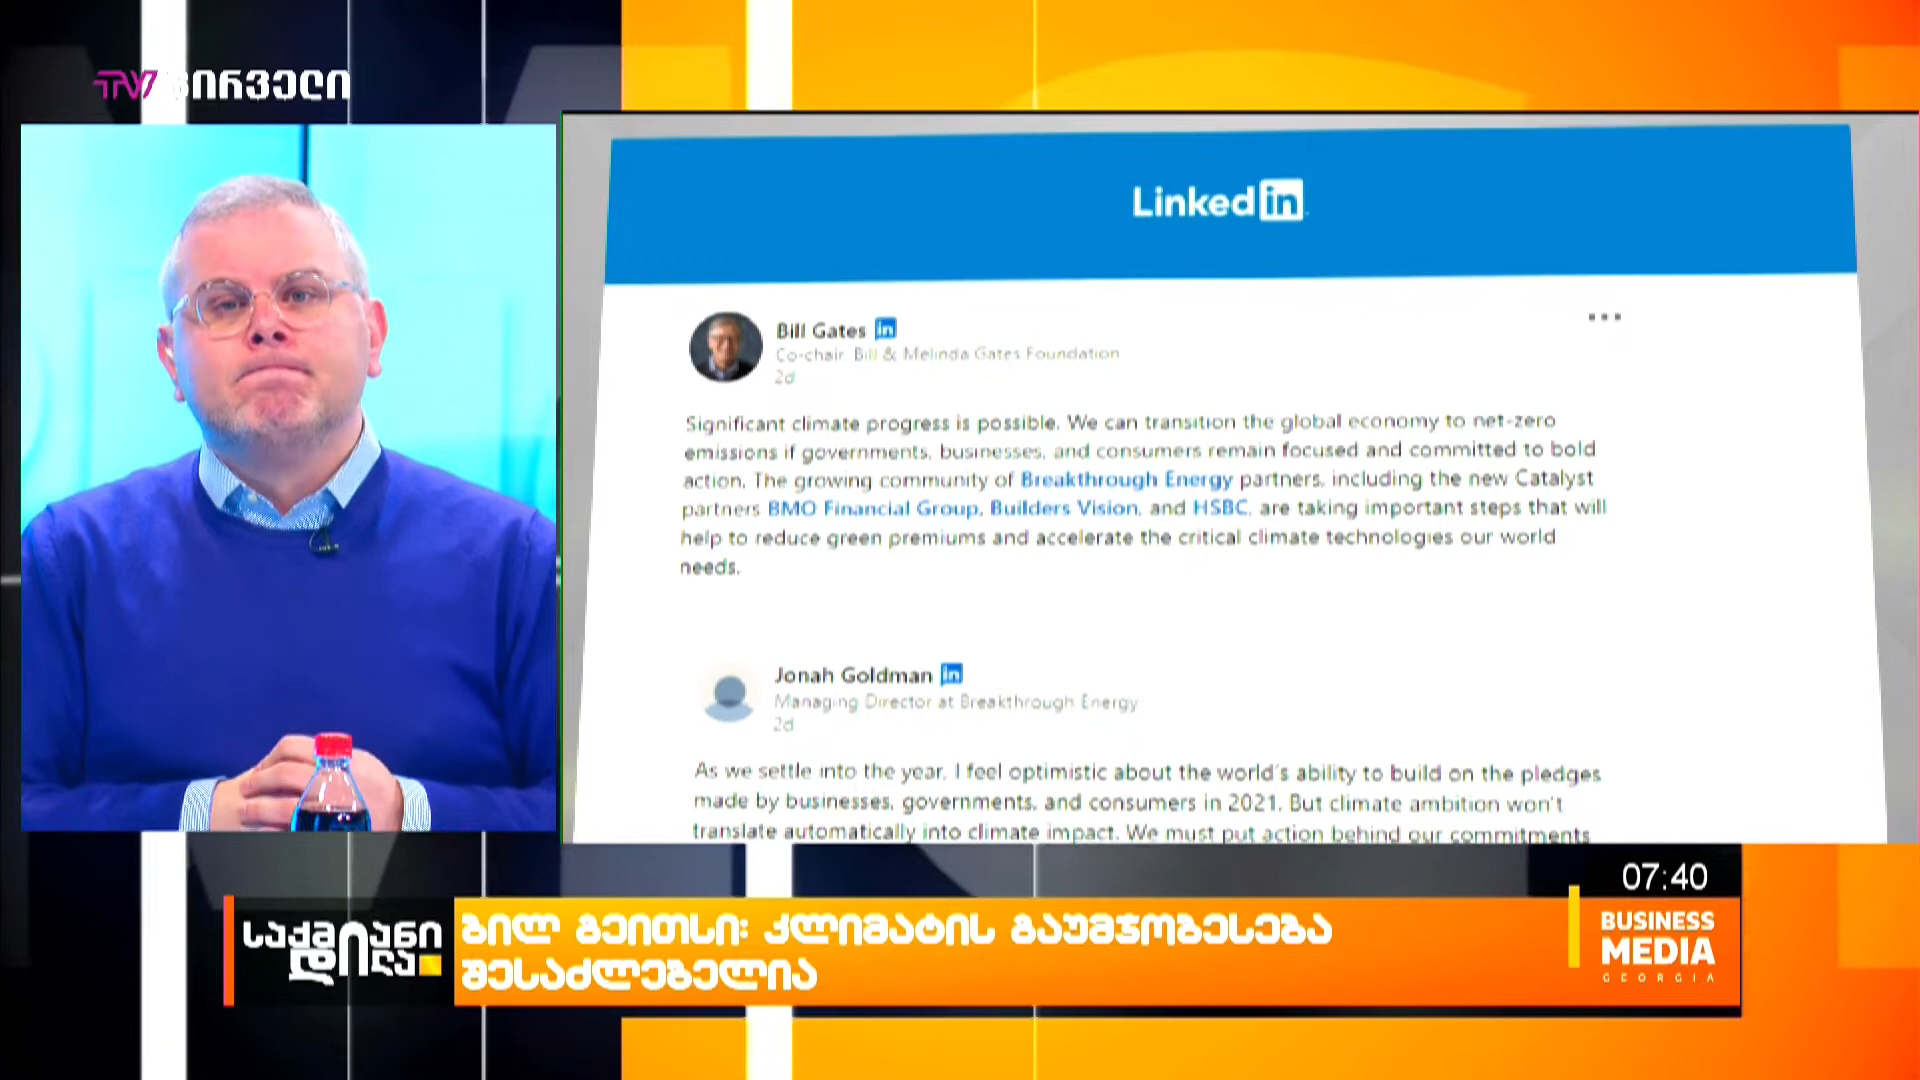 TV პირველი
Linked in
Bill Gates in
Co-chair, Bill & Melinda Gates Foundation
2d
Significant climate progress is possible. We can transition the global economy to net-zero
emissions if governments, businesses, and consumers remain focused and committed to bold
action. The growing community of Breakthrough Energy partners, including the new Catalyst
partners BMO Financial Group, Builders Vision, and HSBC, are taking important steps that will
help to reduce green premiums and accelerate the critical climate technologies our world
needs.
Jonah Goldman in
Managing Director at Breakthrough Energy
2d
As we settle into the year, I feel optimistic about the world's ability to build on the pledges
made by businesses, governments, and consumers in 2021. But climate ambition won't
translate automatically into climate impact. We must put action behind our commitments
07:40
საქმიანი
დილა
ბილ გეითსი: კლიმატის გაუმჯობესება
შესაძლებელია
BUSINESS
MEDIA
GEORGIA